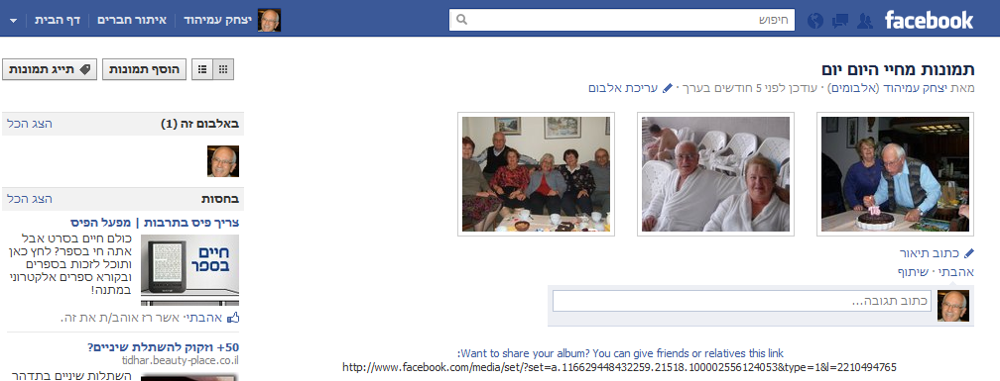 facebook
חיפוש
יצחק עמיהוד
איתור חברים
דף הבית
תמונות מחיי היום יום
מאת יצחק עמיהוד (אלבומים) · עודכן לפני 5 חודשים בערך · עריכת אלבום
כתוב תיאור
אהבתי · שיתוף
כתוב תגובה...
Want to share your album? You can give friends or relatives this link:
http://www.facebook.com/media/set/?set=a.116629448432259.21518.100002556124053&type=1&l=2210494765
הוסף תמונות
תייג תמונות
באלבום זה (1)
הצג הכל
בחסות
הצג הכל
צריך פיס בתרבות | מפעל הפיס
כולם חיים בסרט אבל
אתה חי בספר? לחץ כאן
ותוכל לזכות בספרים
ובקורא ספרים אלקטרוני
במתנה!
חיים
בספר
אהבתי · אשר רז אוהב/ת את זה.
50+ וזקוק להשתלת שיניים?
tidhar.beauty-place.co.il
השתלות שיניים בתדהר